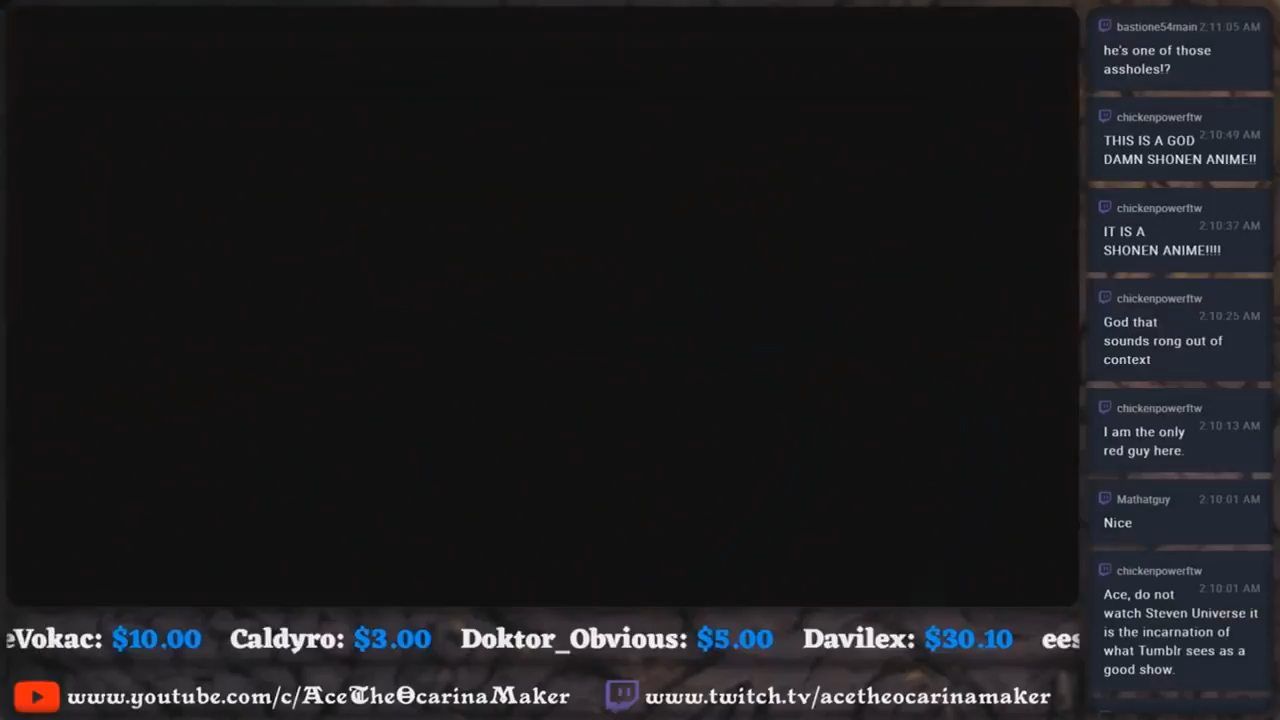 bastione54main 2:11:05 AM
he's one of those
assholes!?
chickenpowerftw
2:10:49 AM
THIS IS A GOD
DAMN SHONEN ANIME!!
chickenpowerftw
2:10:37 AM
IT IS A
SHONEN ANIME!!!!
chickenpowerftw
2:10:25 AM
God that
sounds rong out of
context
chickenpowerftw
2:10:13 AM
I am the only
red guy here.
Mathatguy 2:10:01 AM
Nice
chickenpowerftw
2:10:01 AM
Ace, do not
watch Steven Universe it
is the incarnation of
what Tumblr sees as a
good show.
eVokac: $10.00 Caldyro: $3.00 Doktor_Obvious: $5.00 Davilex: $30.10 ees
www.youtube.com/c/AceTheOcarinaMaker www.twitch.tv/acetheocarinamaker